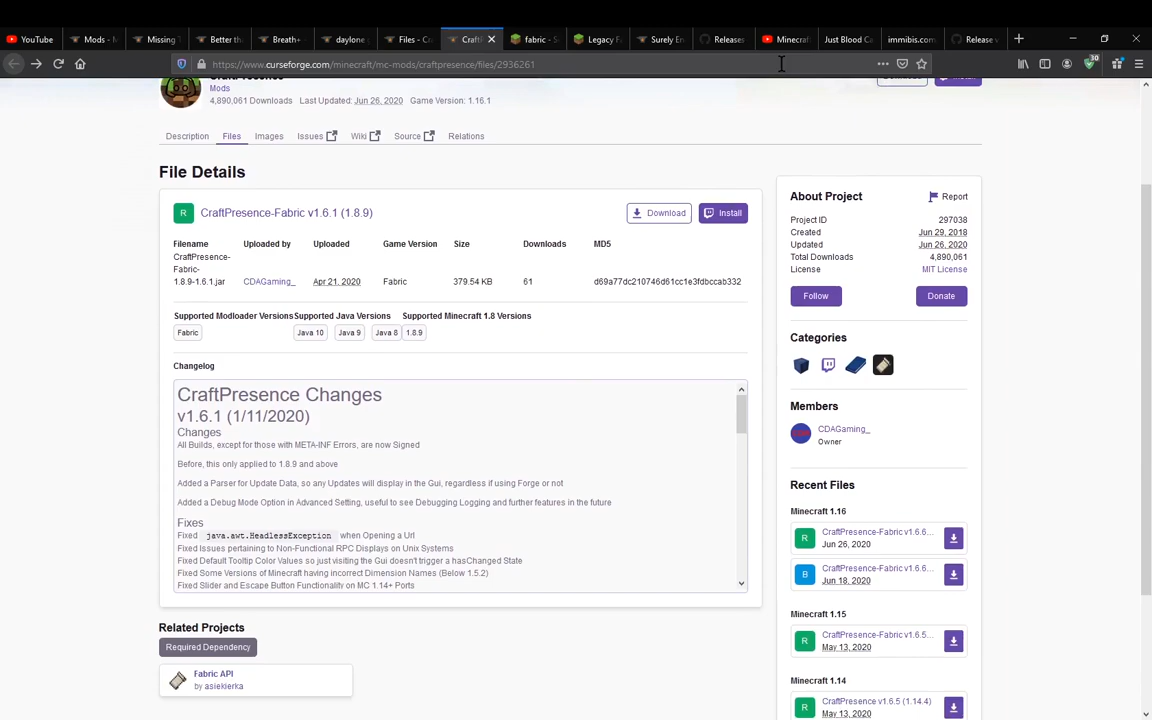 YouTube
Mods - M
Missing T
Better th
Breath+
daylone
Files - Cr
Craft
fabric - S
Legacy F
Surely En
Releases
Minecraf
Just Blood Ca
immibis.com
Release v
https://www.curseforge.com/minecraft/mc-mods/craftpresence/files/2936261
30
Mods
4,890,061 Downloads Last Updated: Jun 26, 2020 Game Version: 1.16.1
Description Files Images Issues Wiki Source Relations
File Details
R CraftPresence-Fabric v1.6.1 (1.8.9) Download Install
Filename Uploaded by Uploaded Game Version Size Downloads MD5
CraftPresence-
Fabric-
1.8.9-1.6.1.jar CDAGaming_ Apr 21, 2020 Fabric 379.54 KB 61 d69a77dc210746d61cc1e3fdbccab332
Supported Modloader Versions Supported Java Versions Supported Minecraft 1.8 Versions
Fabric Java 10 Java 9 Java 8 1.8.9
Changelog
CraftPresence Changes
v1.6.1 (1/11/2020)
Changes
All Builds, except for those with META-INF Errors, are now Signed
Before, this only applied to 1.8.9 and above
Added a Parser for Update Data, so any Updates will display in the Gui, regardless if using Forge or not
Added a Debug Mode Option in Advanced Setting, useful to see Debugging Logging and further features in the future
Fixes
Fixed java.awt.HeadlessException when Opening a Url
Fixed Issues pertaining to Non-Functional RPC Displays on Unix Systems
Fixed Default Tooltip Color Values so just visiting the Gui doesn't trigger a hasChanged State
Fixed Some Versions of Minecraft having incorrect Dimension Names (Below 1.5.2)
Fixed Slider and Escape Button Functionality on MC 1.14+ Ports
Related Projects
Required Dependency
Fabric API
by asiekierka
About Project Report
Project ID 297038
Created Jun 29, 2018
Updated Jun 26, 2020
Total Downloads 4,890,061
License MIT License
Follow Donate
Categories
Members
CDAGaming_
Owner
Recent Files
Minecraft 1.16
R CraftPresence-Fabric v1.6.6...
Jun 26, 2020
B CraftPresence-Fabric v1.6.6...
Jun 18, 2020
Minecraft 1.15
R CraftPresence-Fabric v1.6.5...
May 13, 2020
Minecraft 1.14
R CraftPresence v1.6.5 (1.14.4)
May 13, 2020